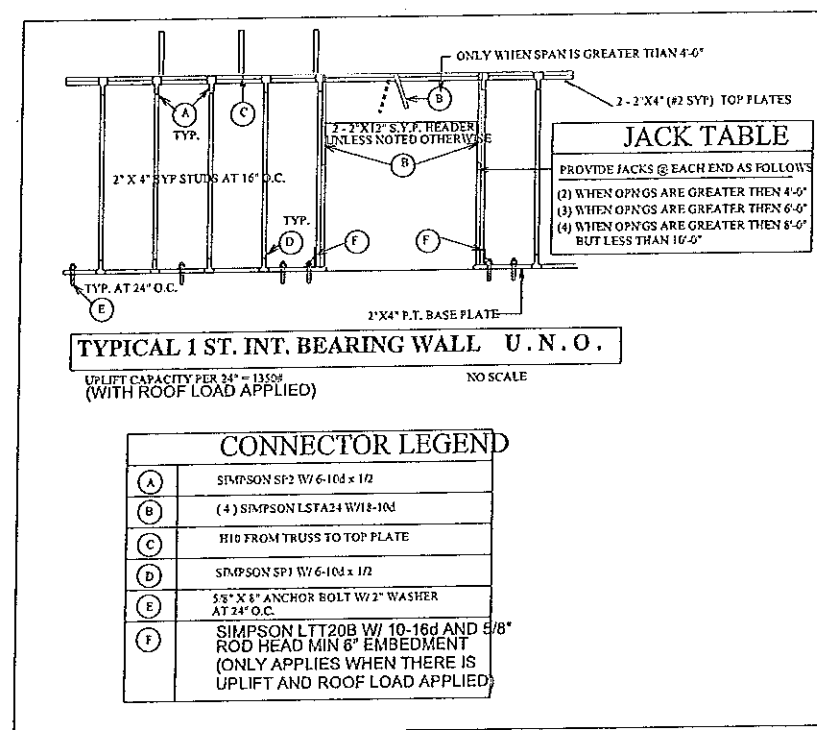 ONLY WHEN SPAN IS GREATER THAN 4'-0"
A
TYP.
C
B
2 - 2"X4" (#2 SYP) TOP PLATES
2 - 2"X12" S.Y.P. HEADER
UNLESS NOTED OTHERWISE
B
2" X 4" SYP STUDS AT 16" O.C.
JACK TABLE
PROVIDE JACKS @ EACH END AS FOLLOWS
(2) WHEN OPNGS ARE GREATER THEN 4'-0"
(3) WHEN OPNGS ARE GREATER THEN 6'-0"
(4) WHEN OPNGS ARE GREATER THEN 8'-0"
BUT LESS THAN 10'-0"
TYP.
D
F
F
TYP. AT 24" O.C.
E
2"X4" P.T. BASE PLATE
TYPICAL 1 ST. INT. BEARING WALL U.N.O.
UPLIFT CAPACITY PER 24" = 1350#
(WITH ROOF LOAD APPLIED)
NO SCALE
CONNECTOR LEGEND
A SIMPSON SP2 W/ 6-10d x 1/2
B (4) SIMPSON LSTA24 W/18-10d
C H10 FROM TRUSS TO TOP PLATE
D SIMPSON SP1 W/ 6-10d x 1/2
E 5/8" X 8" ANCHOR BOLT W/ 2" WASHER
AT 24" O.C.
F SIMPSON LTT20B W/ 10-16d AND 5/8"
ROD HEAD MIN 6" EMBEDMENT
(ONLY APPLIES WHEN THERE IS
UPLIFT AND ROOF LOAD APPLIED)